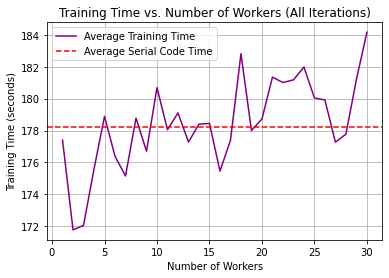 Training Time vs. Number of Workers (All Iterations)
Average Training Time
Average Serial Code Time
Training Time (seconds)
184
182
180
178
176
174
172
0
5
10
15
20
25
30
Number of Workers